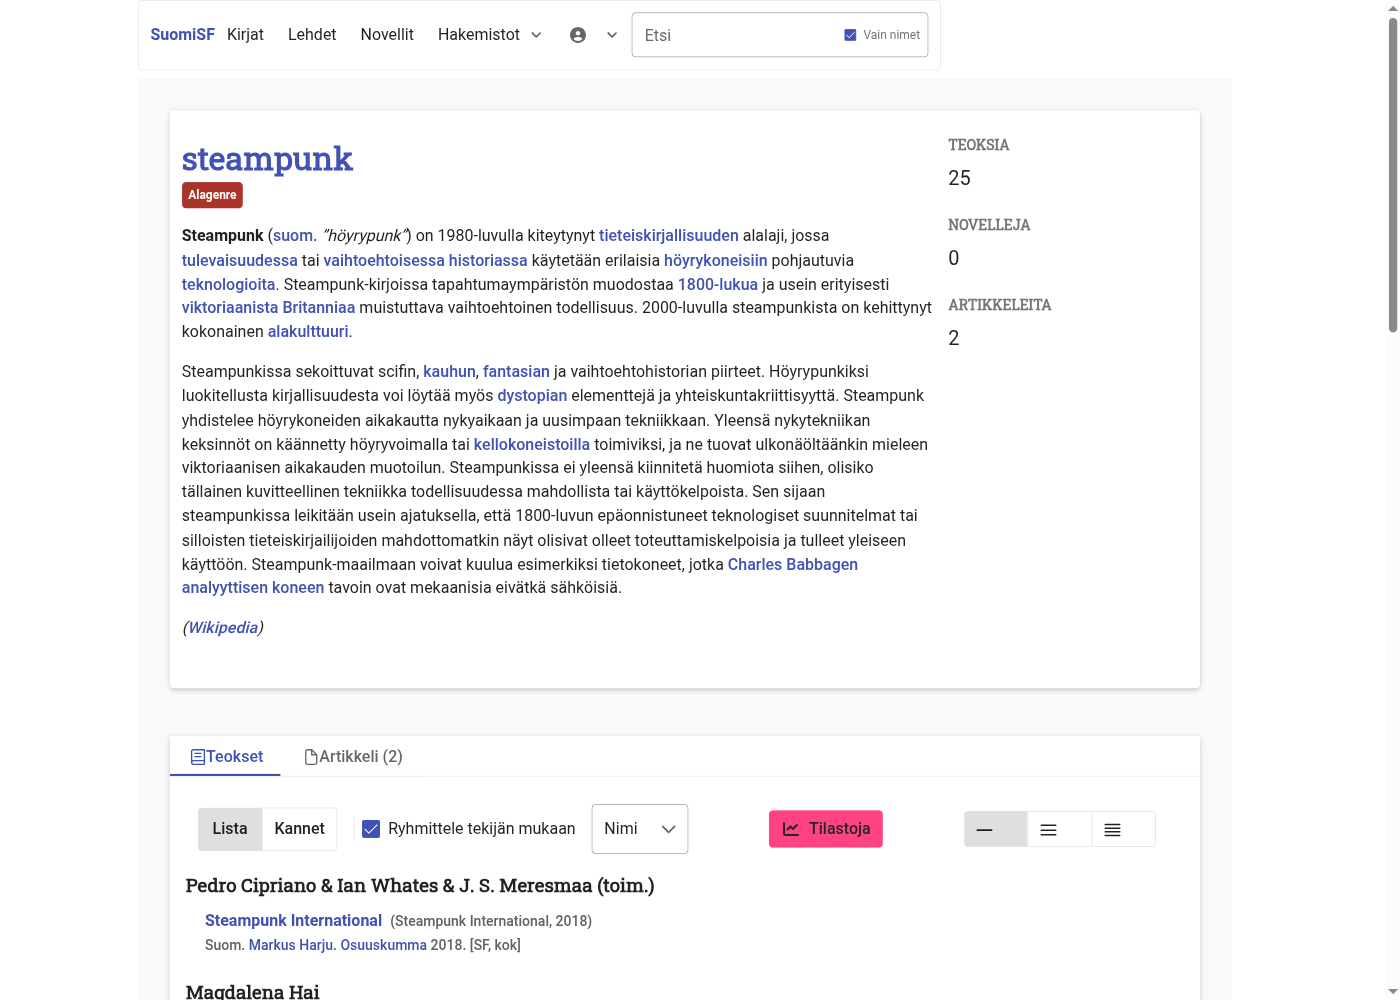 SuomiSF Kirjat Lehdet Novellit Hakemistot Etsi Vain nimet
steampunk
Alagenre
Steampunk (suom. ”höyrypunk”) on 1980-luvulla kiteytynyt tieteiskirjallisuuden alalaji, jossa
tulevaisuudessa tai vaihtoehtoisessa historiassa käytetään erilaisia höyrykoneisiin pohjautuvia
teknologioita. Steampunk-kirjoissa tapahtumaympäristön muodostaa 1800-lukua ja usein erityisesti
viktoriaanista Britanniaa muistuttava vaihtoehtoinen todellisuus. 2000-luvulla steampunkista on kehittynyt
kokonainen alakulttuuri.
Steampunkissa sekoittuvat scifin, kauhun, fantasian ja vaihtoehtohistorian piirteet. Höyrypunkiksi
luokitellusta kirjallisuudesta voi löytää myös dystopian elementtejä ja yhteiskuntakriittisyyttä. Steampunk
yhdistelee höyrykoneiden aikakautta nykyaikaan ja uusimpaan tekniikkaan. Yleensä nykytekniikan
keksinnöt on käännetty höyryvoimalla tai kellokoneistoilla toimiviksi, ja ne tuovat ulkonäöltäänkin mieleen
viktoriaanisen aikakauden muotoilun. Steampunkissa ei yleensä kiinnitetä huomiota siihen, olisiko
tällainen kuvitteellinen tekniikka todellisuudessa mahdollista tai käyttökelpoista. Sen sijaan
steampunkissa leikitään usein ajatuksella, että 1800-luvun epäonnistuneet teknologiset suunnitelmat tai
silloisten tieteiskirjailijoiden mahdottomatkin näyt olisivat olleet toteuttamiskelpoisia ja tulleet yleiseen
käyttöön. Steampunk-maailmaan voivat kuulua esimerkiksi tietokoneet, jotka Charles Babbagen
analyyttisen koneen tavoin ovat mekaanisia eivätkä sähköisiä.
(Wikipedia)
TEOKSIA
25
NOVELLEJA
0
ARTIKKELEITA
2
Teokset Artikkeli (2)
Lista Kannet Ryhmittele tekijän mukaan Nimi Tilastoja
Pedro Cipriano & Ian Whates & J. S. Meresmaa (toim.)
Steampunk International (Steampunk International, 2018)
Suom. Markus Harju. Osuuskumma 2018. [SF, kok]
Magdalena Hai